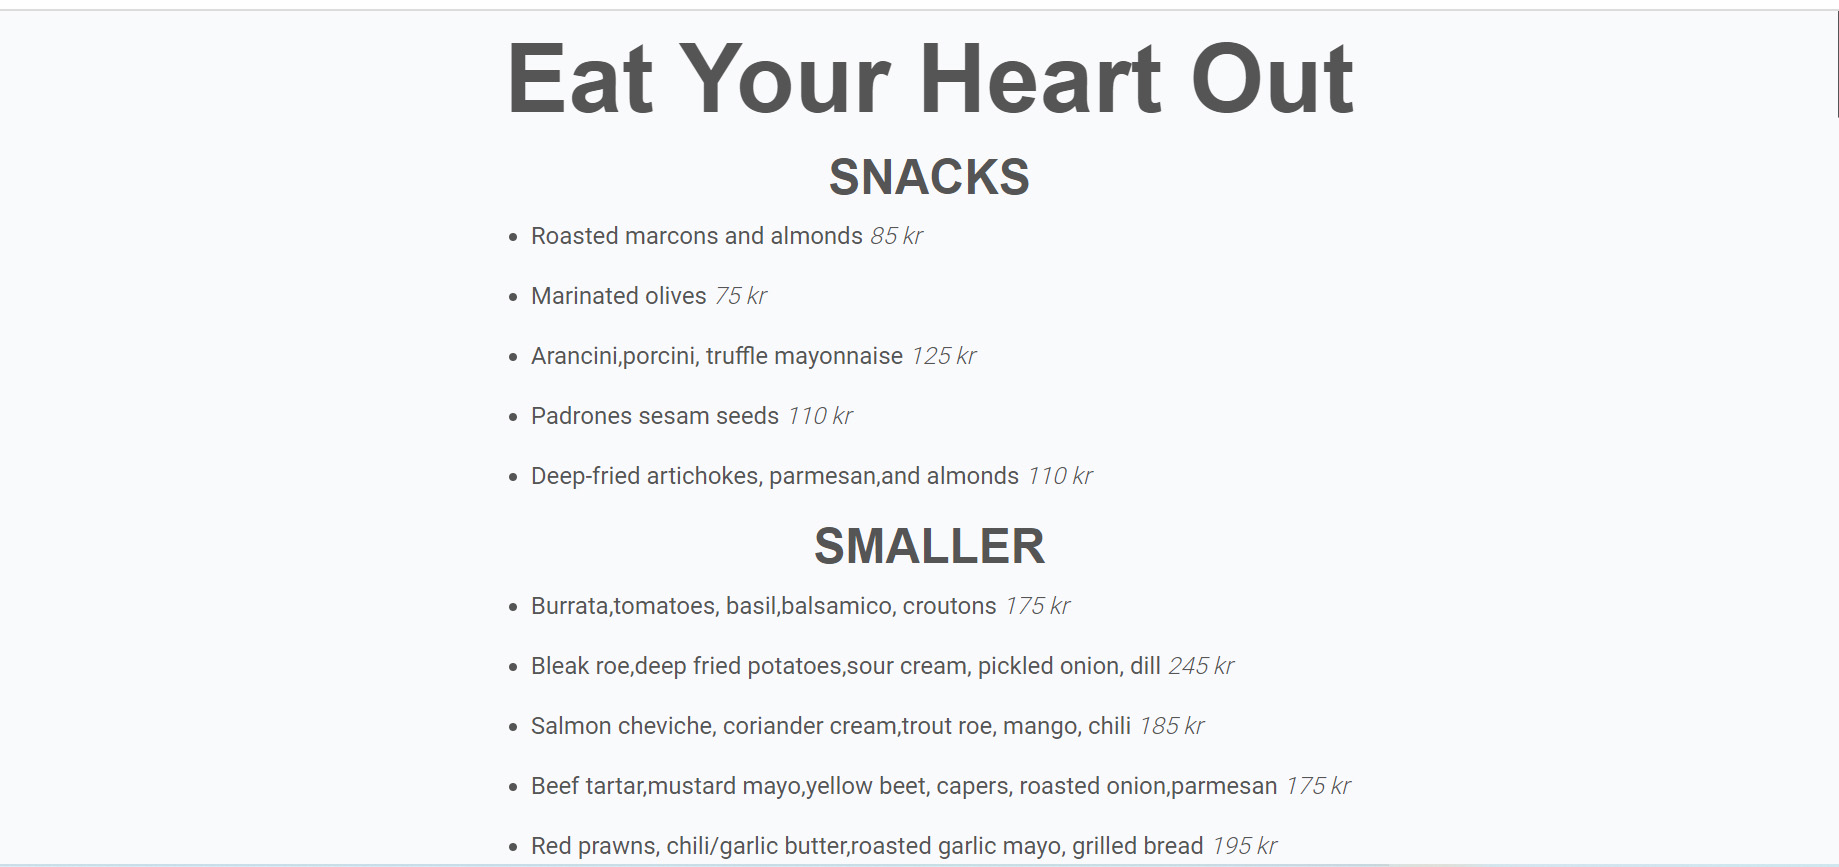 Eat Your Heart Out
SNACKS
Roasted marcons and almonds 85 kr
Marinated olives 75 kr
Arancini,porcini, truffle mayonnaise 125 kr
Padrones sesam seeds 110 kr
Deep-fried artichokes, parmesan,and almonds 110 kr
SMALLER
Burrata,tomatoes, basil,balsamico, croutons 175 kr
Bleak roe,deep fried potatoes,sour cream, pickled onion, dill 245 kr
Salmon cheviche, coriander cream,trout roe, mango, chili 185 kr
Beef tartar,mustard mayo,yellow beet, capers, roasted onion,parmesan 175 kr
Red prawns, chili/garlic butter,roasted garlic mayo, grilled bread 195 kr